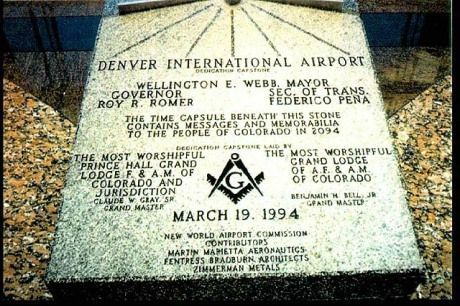 DENVER INTERNATIONAL AIRPORT
DEDICATION CAPSTONE
WELLINGTON E. WEBB, MAYOR
GOVERNOR SEC. OF TRANS.
ROY R. ROMER FEDERICO PEÑA
THE TIME CAPSULE BENEATH THIS STONE
CONTAINS MESSAGES AND MEMORABILIA
TO THE PEOPLE OF COLORADO IN 2094
DEDICATION CAPSTONE LAID BY
THE MOST WORSHIPFUL
PRINCE HALL GRAND
LODGE F. & A.M. OF
COLORADO AND
JURISDICTION
CLAUDE W. GRAY, SR.
GRAND MASTER
G
THE MOST WORSHIPFUL
GRAND LODGE
OF A.F. & A.M.
OF COLORADO
BENJAMIN H. BELL, JR.
GRAND MASTER
MARCH 19, 1994
NEW WORLD AIRPORT COMMISSION
CONTRIBUTORS
MARTIN MARIETTA AERONAUTICS
FENTRESS BRADBURN ARCHITECTS
ZIMMERMAN METALS